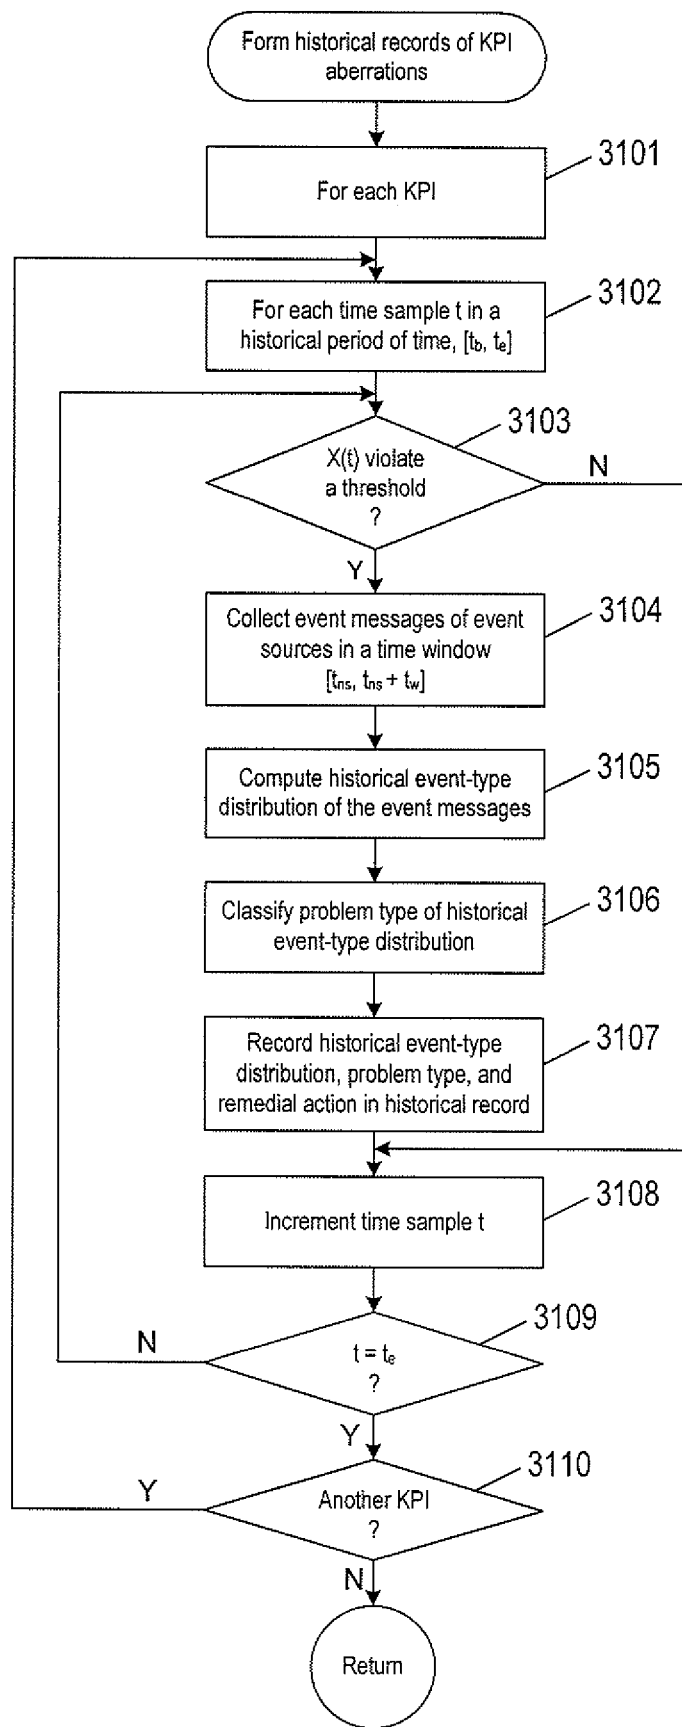 Form historical records of KPI
aberrations
3101
For each KPI
3102
For each time sample t in a
historical period of time, [tb, te]
3103
X(t) violate
a threshold
?
N
Y
3104
Collect event messages of event
sources in a time window
[tns, tns + tw]
3105
Compute historical event-type
distribution of the event messages
3106
Classify problem type of historical
event-type distribution
3107
Record historical event-type
distribution, problem type, and
remedial action in historical record
3108
Increment time sample t
3109
N
t = te
?
Y
3110
Y
Another KPI
?
N
Return